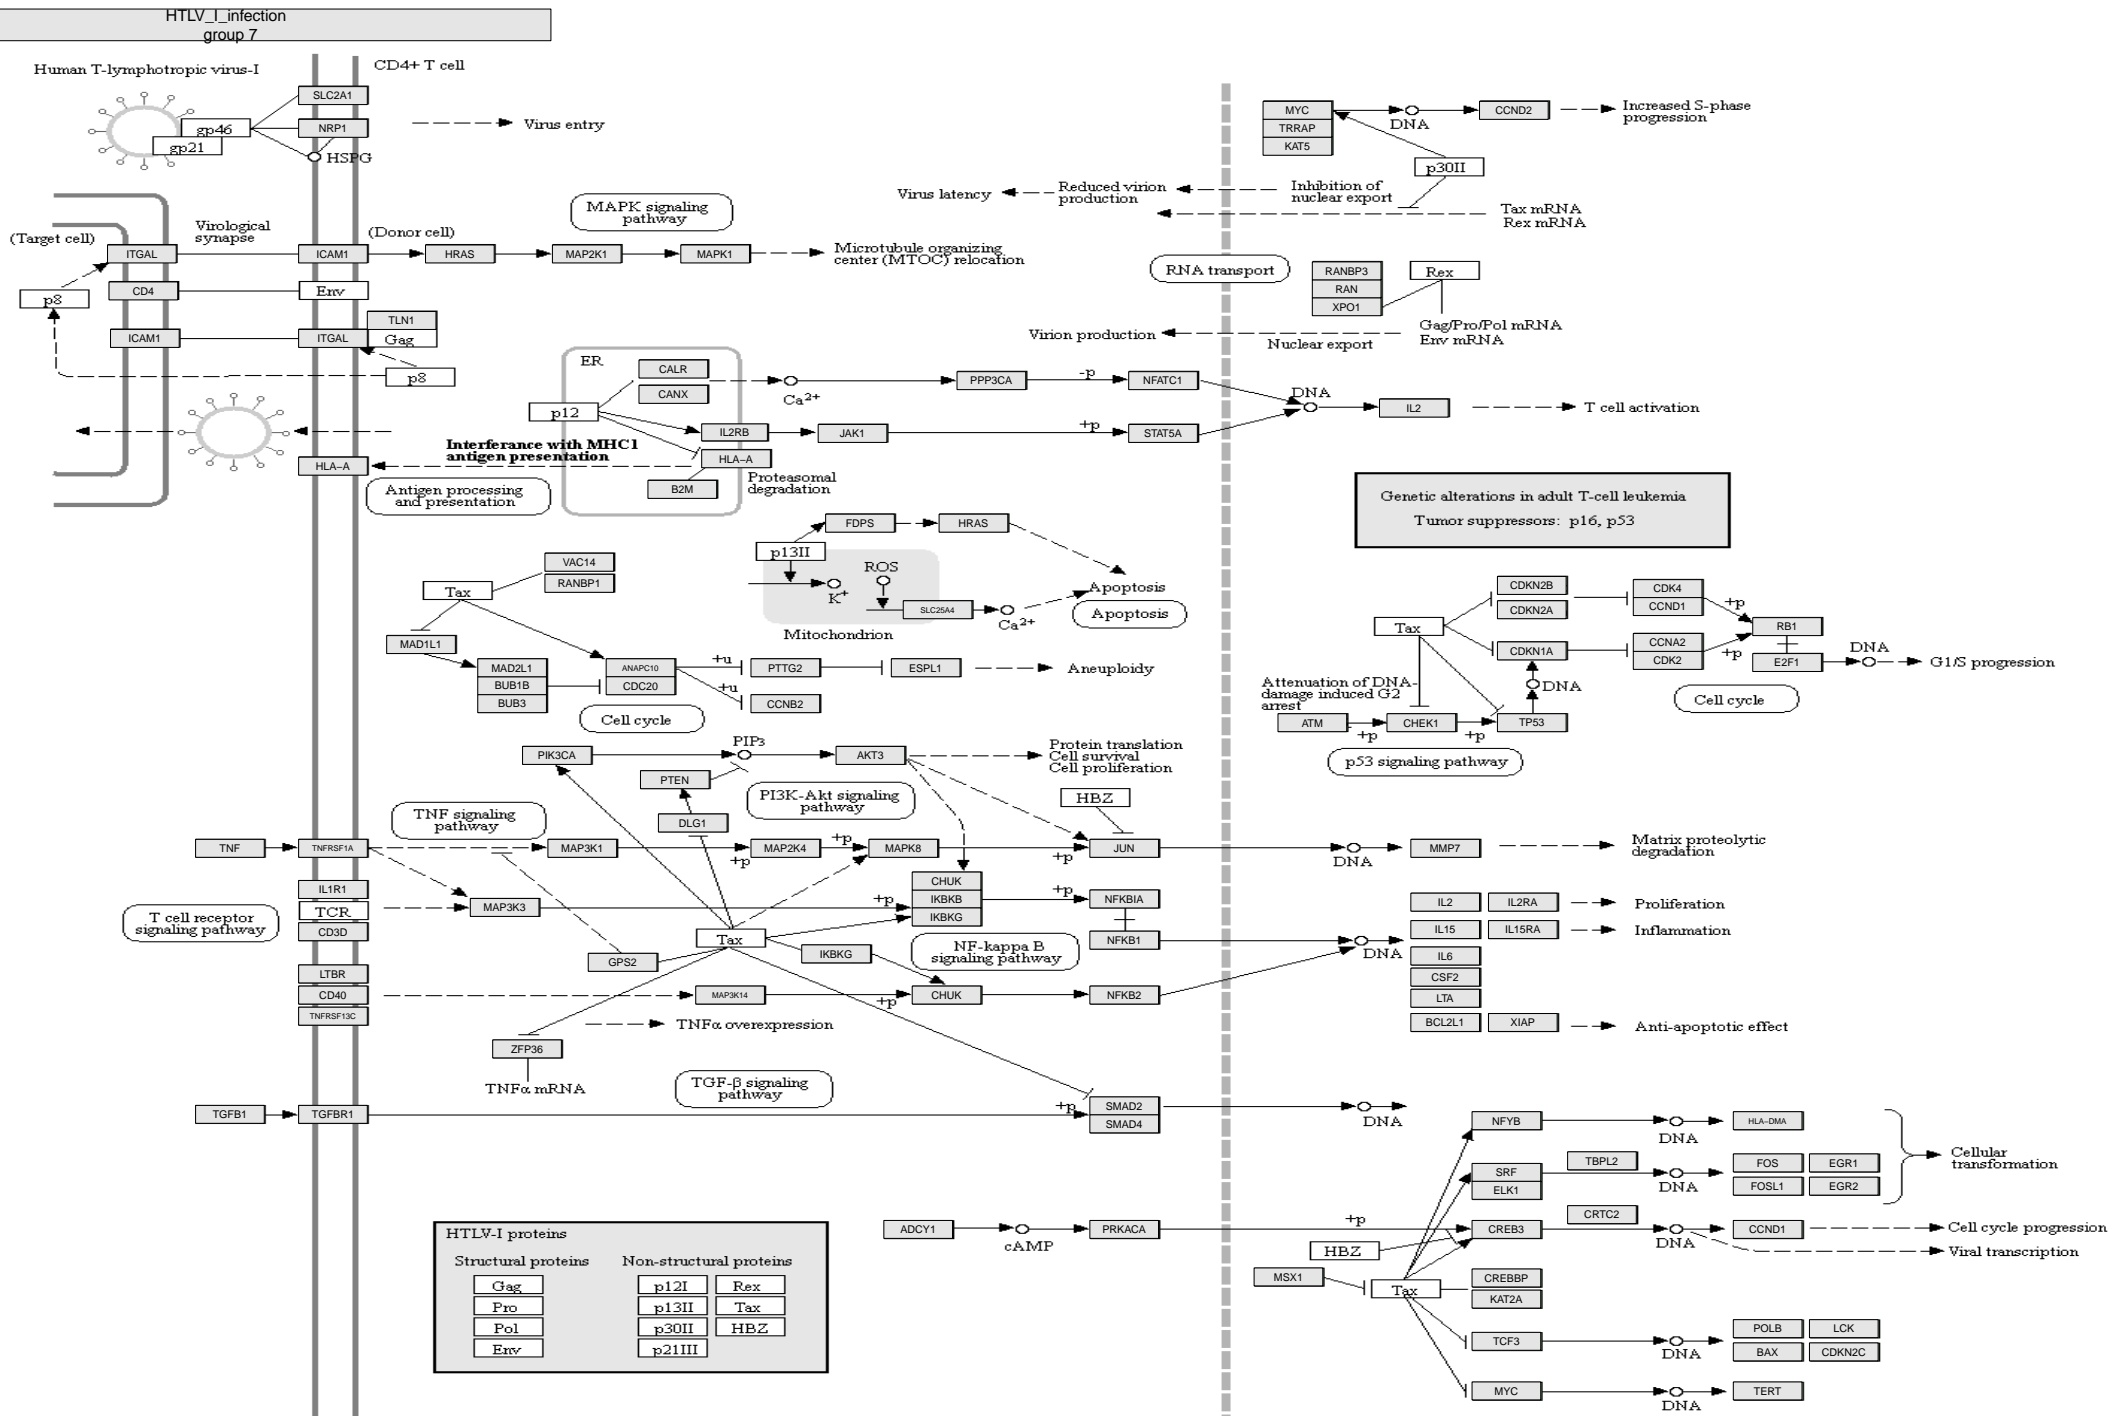 HTLV_I_infection
group 7
Human T-lymphotropic virus-I
CD4+ T cell
SLC2A1
gp46
NRP1
Virus entry
gp21
HSPG
MYC
DNA
CCND2
Increased S-phase
progression
TRRAP
KAT5
p30II
Virus latency
Reduced virion
production
Inhibition of
nuclear export
Tax mRNA
Rex mRNA
MAPK signaling
pathway
(Target cell)
Virological
synapse
(Donor cell)
ITGAL
ICAM1
HRAS
MAP2K1
MAPK1
Microtubule organizing
center (MTOC) relocation
RNA transport
RANBP3
RAN
XPO1
Rex
p8
CD4
Env
TLN1
ICAM1
ITGAL
Gag
p8
Virion production
Nuclear export
Gag/Pro/Pol mRNA
Env mRNA
ER
CALR
CANX
p12
Ca2+
PPP3CA
-p
NFATC1
DNA
IL2
T cell activation
IL2RB
JAK1
+p
STAT5A
Interferance with MHC1
antigen presentation
HLA-A
HLA-A
B2M
Proteasomal
degradation
Antigen processing
and presentation
Genetic alterations in adult T-cell leukemia
Tumor suppressors: p16, p53
FDPS
HRAS
p13II
ROS
K+
SLC25A4
Ca2+
Mitochondrion
Apoptosis
Apoptosis
VAC14
RANBP1
Tax
MAD1L1
MAD2L1
BUB1B
BUB3
ANAPC10
CDC20
+u
+u
PTTG2
ESPL1
Aneuploidy
CCNB2
Cell cycle
CDKN2B
CDKN2A
CDK4
CCND1
+p
Tax
RB1
CDKN1A
CCNA2
CDK2
+p
E2F1
DNA
G1/S progression
Attenuation of DNA-
damage induced G2
arrest
DNA
Cell cycle
ATM
+p
CHEK1
+p
TP53
p53 signaling pathway
PIK3CA
PIP3
AKT3
Protein translation
Cell survival
Cell proliferation
PTEN
PI3K-Akt signaling
pathway
HBZ
TNF signaling
pathway
DLG1
TNF
TNFRSF1A
MAP3K1
+p
MAP2K4
+p
MAPK8
+p
JUN
DNA
MMP7
Matrix proteolytic
degradation
IL1R1
TCR
CD3D
T cell receptor
signaling pathway
MAP3K3
+p
CHUK
IKBKB
IKBKG
+p
NFKBIA
NFKB1
IL2
IL2RA
Proliferation
IL15
IL15RA
Inflammation
DNA
IL6
CSF2
LTA
BCL2L1
XIAP
Anti-apoptotic effect
Tax
GPS2
IKBKG
NF-kappa B
signaling pathway
LTBR
CD40
TNFRSF13C
MAP3K14
+p
CHUK
NFKB2
TNFα overexpression
ZFP36
TNFα mRNA
TGF-β signaling
pathway
TGFB1
TGFBR1
+p
SMAD2
SMAD4
DNA
NFYB
DNA
HLA-DMA
Cellular
transformation
SRF
ELK1
TBPL2
DNA
FOS
EGR1
FOSL1
EGR2
ADCY1
cAMP
PRKACA
+p
CREB3
CRTC2
DNA
CCND1
Cell cycle progression
Viral transcription
HBZ
MSX1
Tax
CREBBP
KAT2A
TCF3
DNA
POLB
LCK
BAX
CDKN2C
MYC
DNA
TERT
HTLV-I proteins
Structural proteins
Non-structural proteins
Gag
p12I
Rex
Pro
p13II
Tax
Pol
p30II
HBZ
Env
p21III